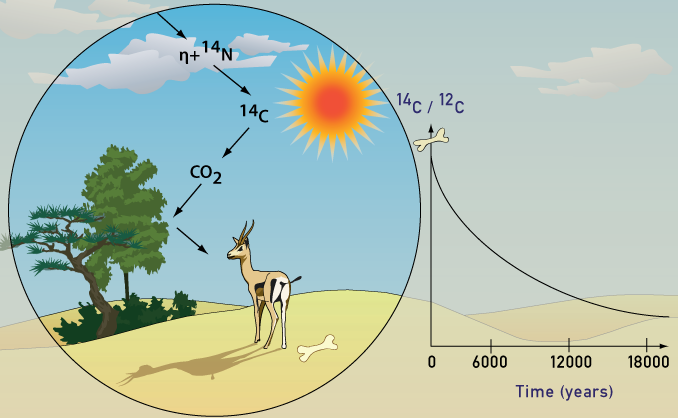 η+ ¹⁴N
¹⁴C
CO₂
¹⁴C / ¹²C
0 6000 12000 18000
Time (years)